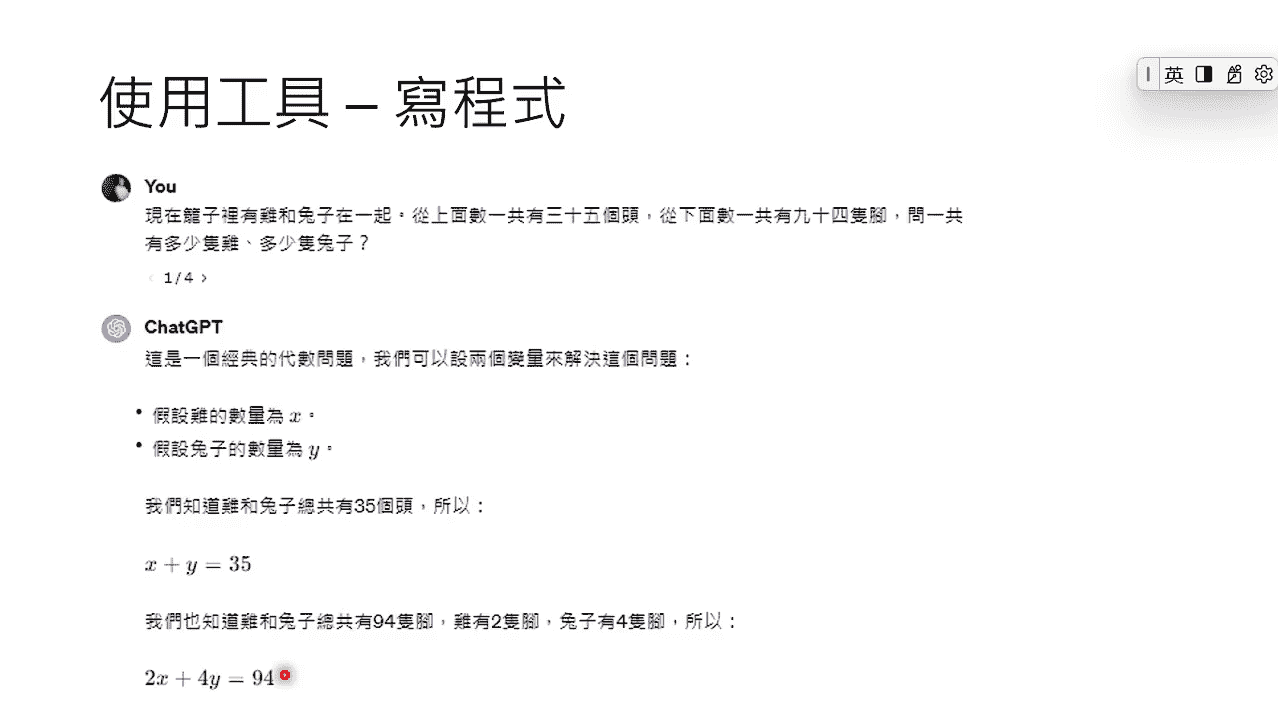 使用工具 – 寫程式
英
You
現在籠子裡有雞和兔子在一起。從上面數一共有三十五個頭，從下面數一共有九十四隻腳，問一共
有多少隻雞、多少隻兔子？
‹ 1/4 ›
ChatGPT
這是一個經典的代數問題，我們可以設兩個變量來解決這個問題：
• 假設雞的數量為 x。
• 假設兔子的數量為 y。
我們知道雞和兔子總共有35個頭，所以：
x + y = 35
我們也知道雞和兔子總共有94隻腳，雞有2隻腳，兔子有4隻腳，所以：
2x + 4y = 94